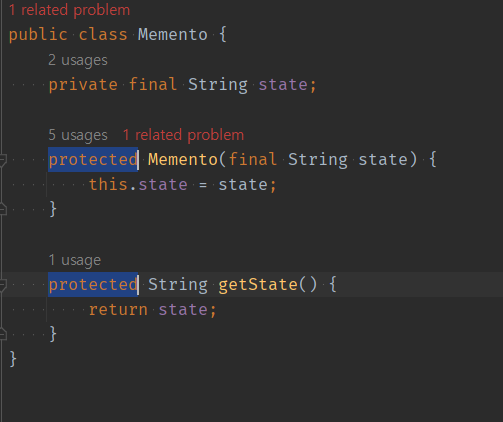 1 related problem
public class Memento {
2 usages
private final String state;
5 usages 1 related problem
protected Memento(final String state) {
this.state = state;
}
1 usage
protected String getState() {
return state;
}
}